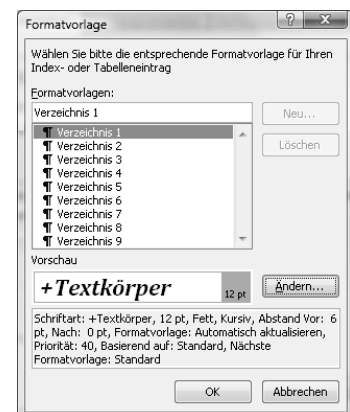 Formatvorlage
Wählen Sie bitte die entsprechende Formatvorlage für Ihren
Index- oder Tabelleneintrag
Formatvorlagen:
Verzeichnis 1
Neu...
¶ Verzeichnis 1
Löschen
¶ Verzeichnis 2
¶ Verzeichnis 3
¶ Verzeichnis 4
¶ Verzeichnis 5
¶ Verzeichnis 6
¶ Verzeichnis 7
¶ Verzeichnis 8
¶ Verzeichnis 9
Vorschau
+Textkörper
12 pt
Ändern...
Schriftart: +Textkörper, 12 pt, Fett, Kursiv, Abstand Vor: 6
pt, Nach: 0 pt, Formatvorlage: Automatisch aktualisieren,
Priorität: 40, Basierend auf: Standard, Nächste
Formatvorlage: Standard
OK
Abbrechen